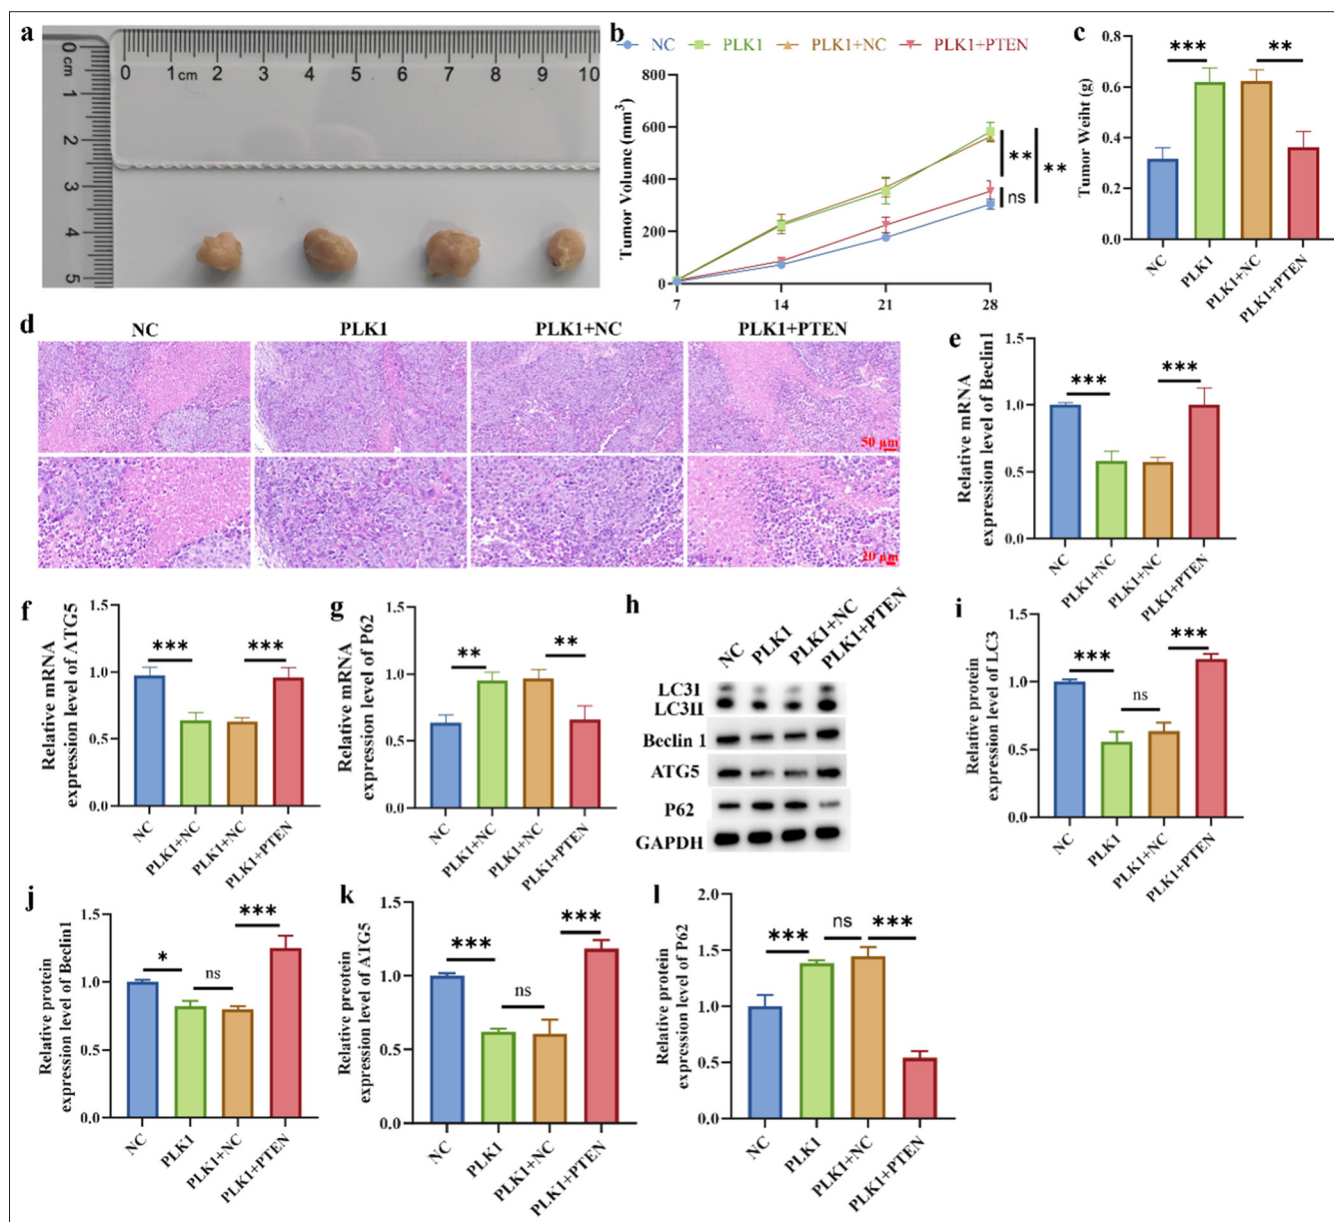 a
0 1cm 2 3 4 5 6 7 8 9 10
0 cm
1
2
3
4
5
b
NC PLK1 PLK1+NC PLK1+PTEN
Tumor Volume (mm³)
800
600
400
200
0
7 14 21 28
**
ns
**
c
Tumor Weiht (g)
0.8
0.6
0.4
0.2
0.0
*** **
NC PLK1 PLK1+NC PLK1+PTEN
d
NC PLK1 PLK1+NC PLK1+PTEN
50 μm
20 μm
e
Relative mRNA
expression level of Beclin1
1.5
1.0
0.5
0.0
*** ***
NC PLK1+NC PLK1+NC PLK1+PTEN
f
Relative mRNA
expression level of ATG5
1.5
1.0
0.5
0.0
*** ***
NC PLK1+NC PLK1+NC PLK1+PTEN
g
Relative mRNA
expression level of P62
1.5
1.0
0.5
0.0
** **
NC PLK1+NC PLK1+NC PLK1+PTEN
h
NC PLK1 PLK1+NC PLK1+PTEN
LC3I
LC3II
Beclin 1
ATG5
P62
GAPDH
i
Relative protein
expression level of LC3
1.5
1.0
0.5
0.0
*** ns ***
NC PLK1 PLK1+NC PLK1+PTEN
j
Relative protein
expression level of Beclin1
1.5
1.0
0.5
0.0
* ns ***
NC PLK1 PLK1+NC PLK1+PTEN
k
Relative preotein
expression level of ATG5
1.5
1.0
0.5
0.0
*** ns ***
NC PLK1 PLK1+NC PLK1+PTEN
l
Relative protein
expression level of P62
2.0
1.5
1.0
0.5
0.0
*** ns ***
NC PLK1 PLK1+NC PLK1+PTEN